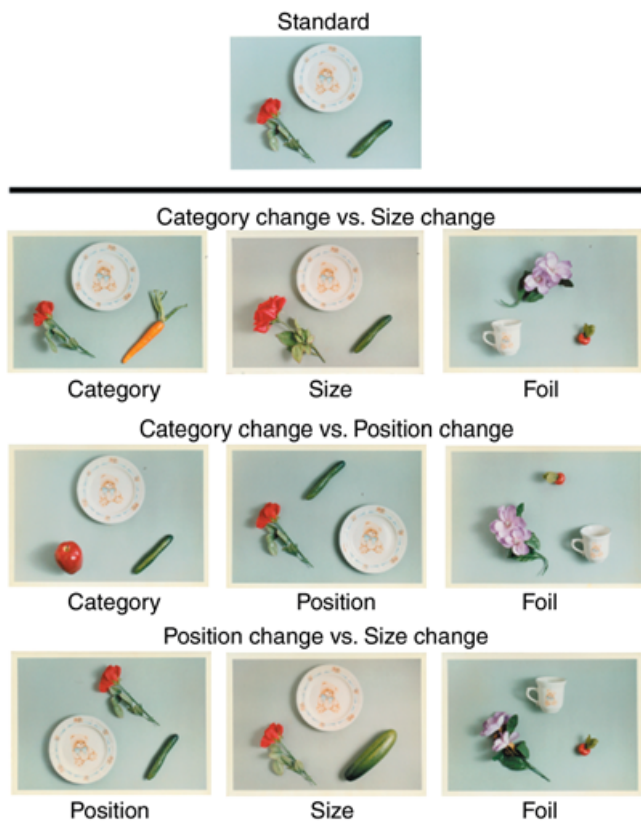 Standard
Category change vs. Size change
Category
Size
Foil
Category change vs. Position change
Category
Position
Foil
Position change vs. Size change
Position
Size
Foil